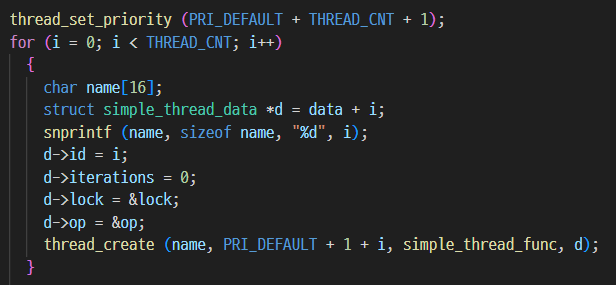 thread_set_priority (PRI_DEFAULT + THREAD_CNT + 1);
for (i = 0; i < THREAD_CNT; i++)
{
char name[16];
struct simple_thread_data *d = data + i;
snprintf (name, sizeof name, "%d", i);
d->id = i;
d->iterations = 0;
d->lock = &lock;
d->op = &op;
thread_create (name, PRI_DEFAULT + 1 + i, simple_thread_func, d);
}